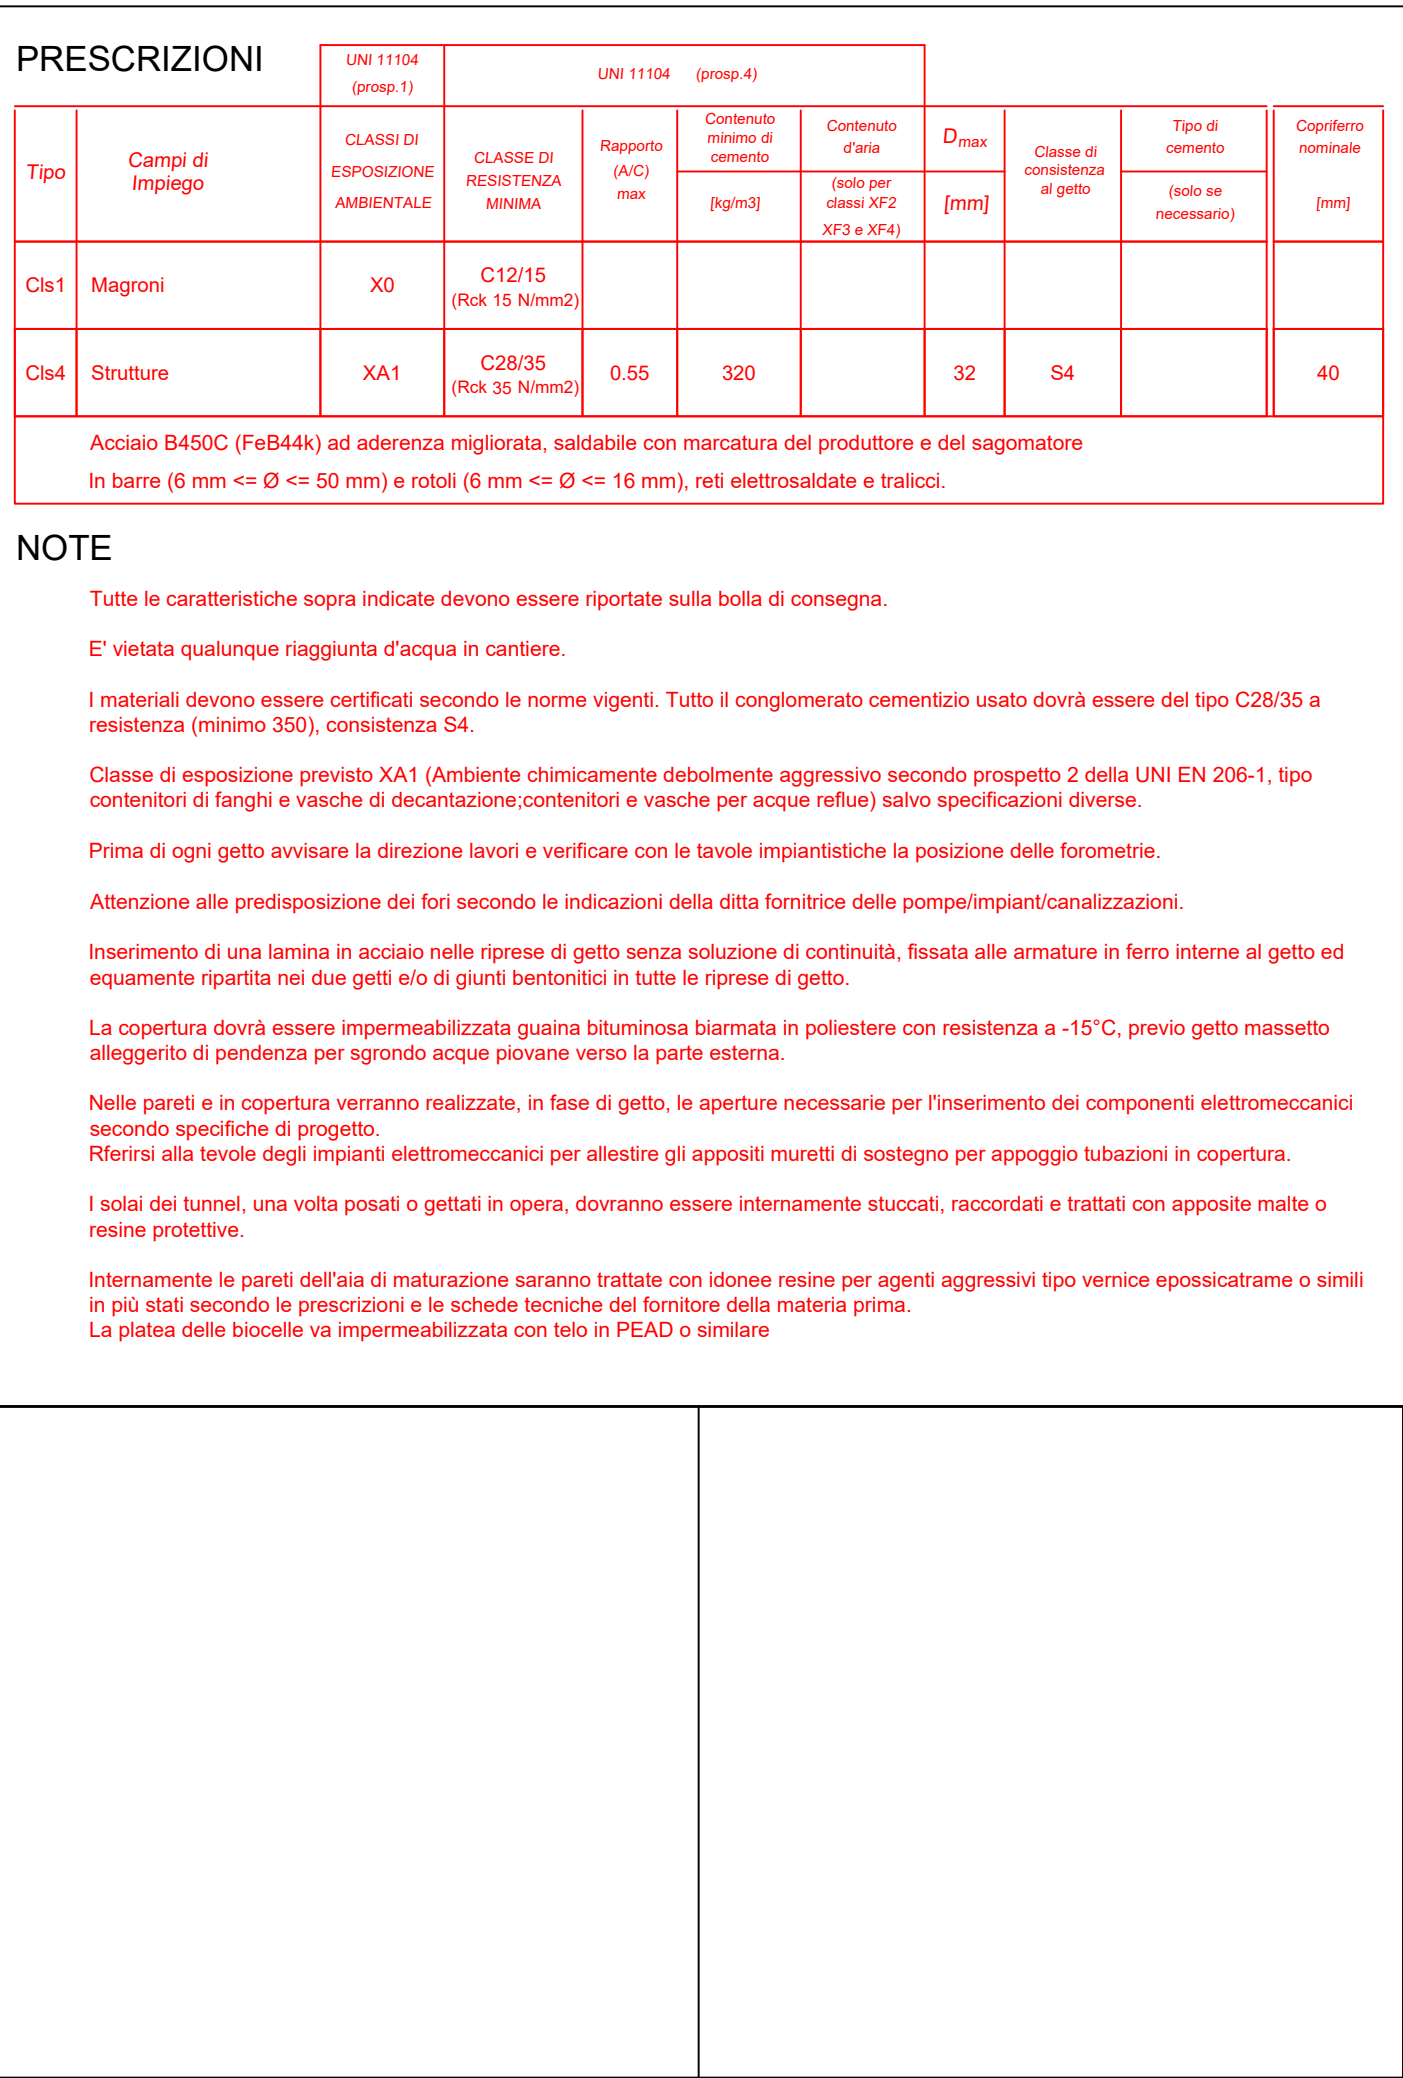 PRESCRIZIONI
UNI 11104
(prosp.1)
UNI 11104 (prosp.4)
Tipo
Campi di
Impiego
CLASSI DI
ESPOSIZIONE
AMBIENTALE
CLASSE DI
RESISTENZA
MINIMA
Rapporto
(A/C)
max
Contenuto
minimo di
cemento
[kg/m3]
Contenuto
d'aria
(solo per
classi XF2
XF3 e XF4)
Dmax
[mm]
Classe di
consistenza
al getto
Tipo di
cemento
(solo se
necessario)
Copriferro
nominale
[mm]
Cls1 Magroni X0 C12/15
(Rck 15 N/mm2)
Cls4 Strutture XA1 C28/35
(Rck 35 N/mm2)
0.55 320 32 S4 40
Acciaio B450C (FeB44k) ad aderenza migliorata, saldabile con marcatura del produttore e del sagomatore
In barre (6 mm <= Ø <= 50 mm) e rotoli (6 mm <= Ø <= 16 mm), reti elettrosaldate e tralicci.
NOTE
Tutte le caratteristiche sopra indicate devono essere riportate sulla bolla di consegna.
E' vietata qualunque riaggiunta d'acqua in cantiere.
I materiali devono essere certificati secondo le norme vigenti. Tutto il conglomerato cementizio usato dovrà essere del tipo C28/35 a
resistenza (minimo 350), consistenza S4.
Classe di esposizione previsto XA1 (Ambiente chimicamente debolmente aggressivo secondo prospetto 2 della UNI EN 206-1, tipo
contenitori di fanghi e vasche di decantazione;contenitori e vasche per acque reflue) salvo specificazioni diverse.
Prima di ogni getto avvisare la direzione lavori e verificare con le tavole impiantistiche la posizione delle forometrie.
Attenzione alle predisposizione dei fori secondo le indicazioni della ditta fornitrice delle pompe/impiant/canalizzazioni.
Inserimento di una lamina in acciaio nelle riprese di getto senza soluzione di continuità, fissata alle armature in ferro interne al getto ed
equamente ripartita nei due getti e/o di giunti bentonitici in tutte le riprese di getto.
La copertura dovrà essere impermeabilizzata guaina bituminosa biarmata in poliestere con resistenza a -15°C, previo getto massetto
alleggerito di pendenza per sgrondo acque piovane verso la parte esterna.
Nelle pareti e in copertura verranno realizzate, in fase di getto, le aperture necessarie per l'inserimento dei componenti elettromeccanici
secondo specifiche di progetto.
Rferirsi alla tevole degli impianti elettromeccanici per allestire gli appositi muretti di sostegno per appoggio tubazioni in copertura.
I solai dei tunnel, una volta posati o gettati in opera, dovranno essere internamente stuccati, raccordati e trattati con apposite malte o
resine protettive.
Internamente le pareti dell'aia di maturazione saranno trattate con idonee resine per agenti aggressivi tipo vernice epossicatrame o simili
in più stati secondo le prescrizioni e le schede tecniche del fornitore della materia prima.
La platea delle biocelle va impermeabilizzata con telo in PEAD o similare